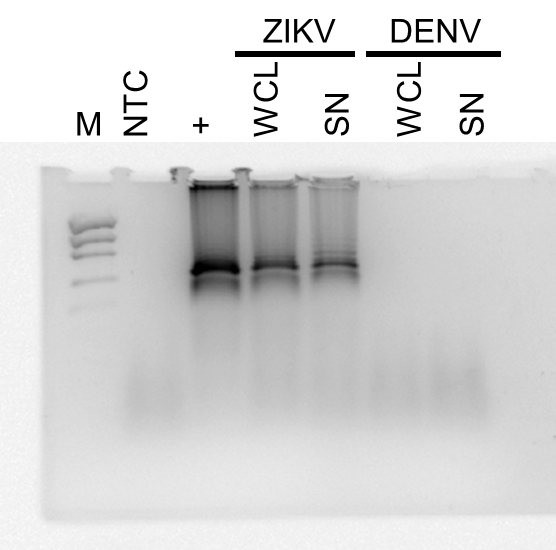 ZIKV DENV
M NTC + WCL SN WCL SN